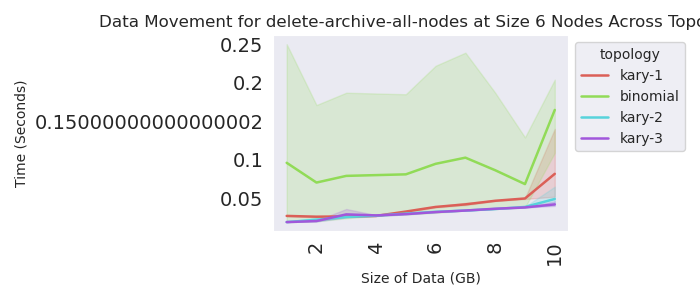 Data Movement for delete-archive-all-nodes at Size 6 Nodes Across Topo
Time (Seconds)
0.25
0.2
0.15000000000000002
0.1
0.05
2
4
6
8
10
Size of Data (GB)
topology
kary-1
binomial
kary-2
kary-3